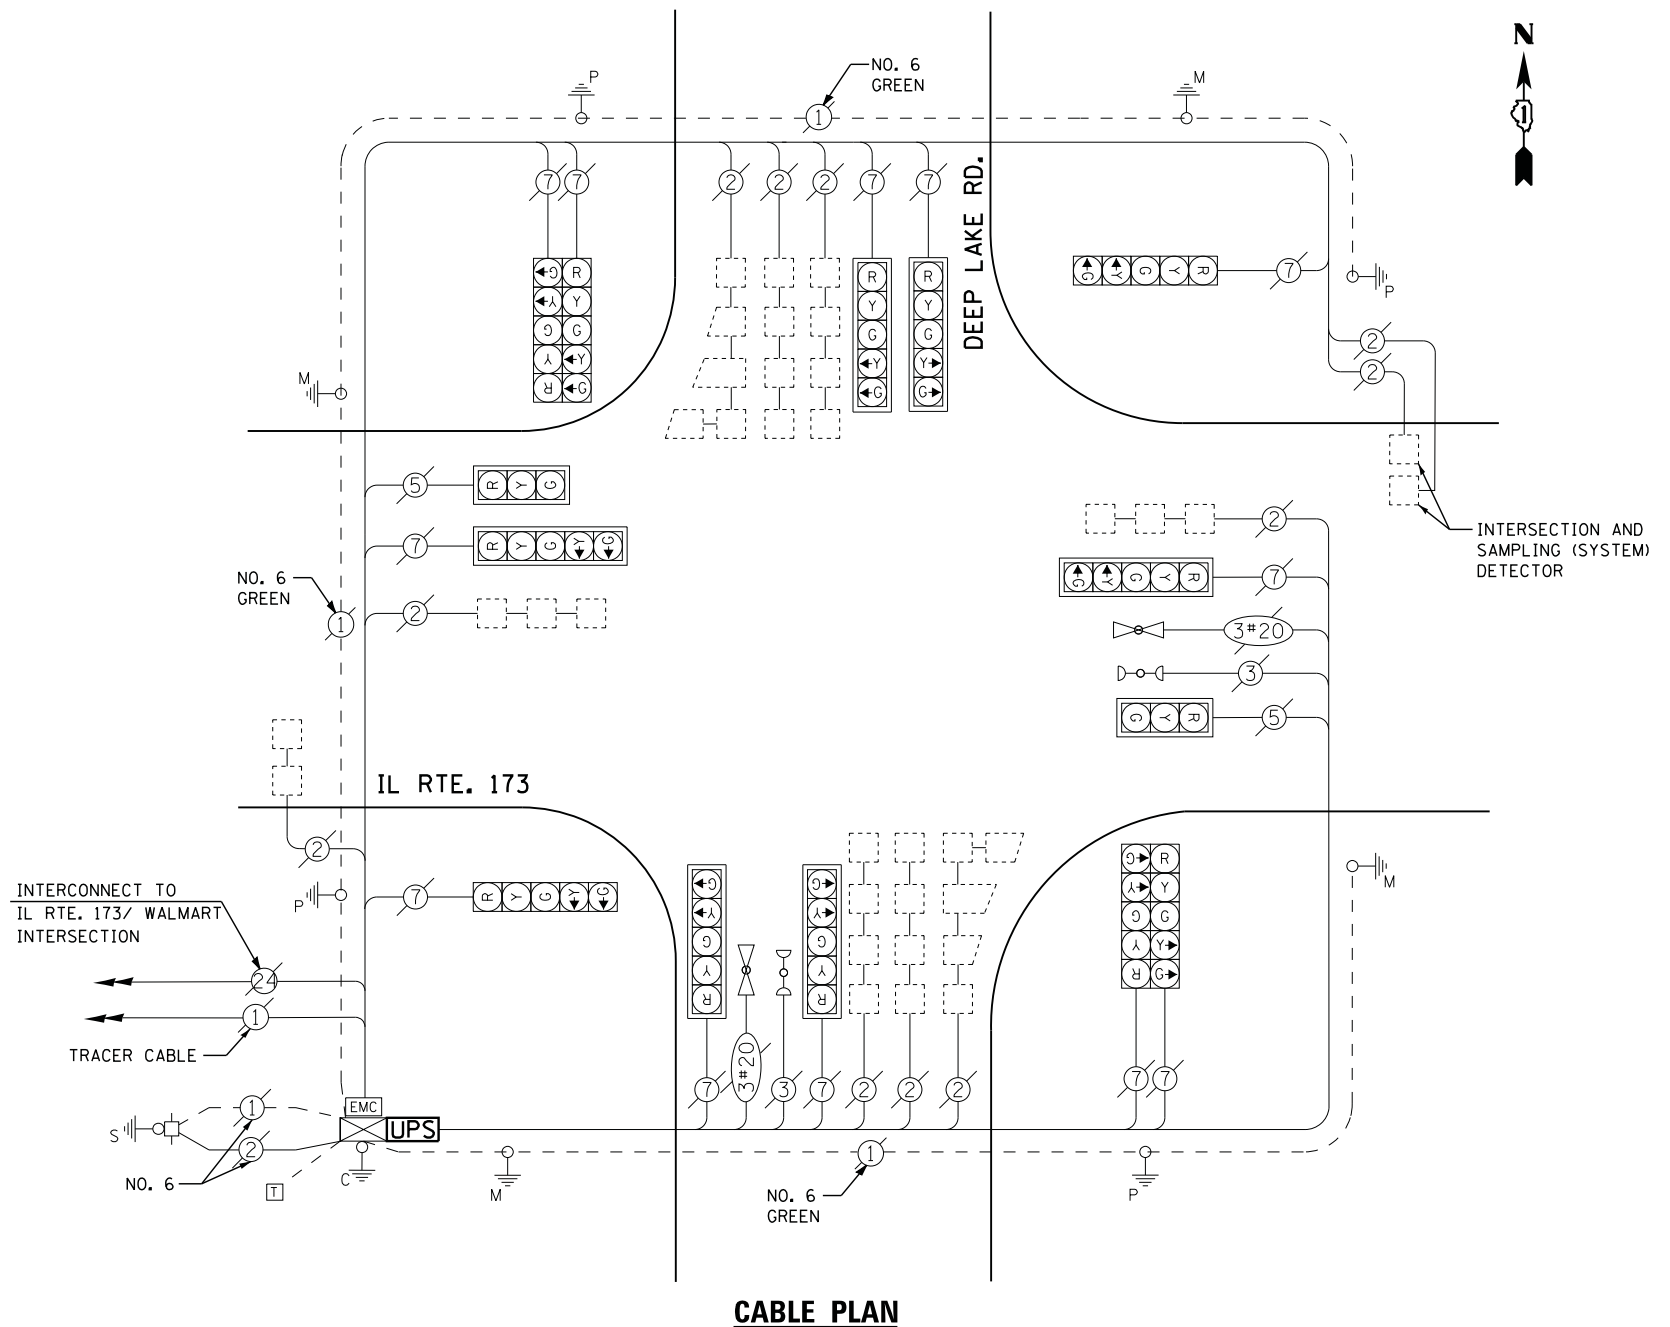 N
1
P
NO. 6
GREEN
1
M
7 7 2 2 2 7 7
DEEP LAKE RD.
G R
Y Y
G G
Y Y
R G
R
Y
G
Y
G
R
Y
G
Y
G
G Y G Y R
7
P
2
2
M
5
R Y G
7
R Y G Y G
NO. 6
GREEN
1
2
2
G Y G Y R
7
3#20
3
G Y R
5
INTERSECTION AND
SAMPLING (SYSTEM)
DETECTOR
IL RTE. 173
2
P
7
R Y G Y G
INTERCONNECT TO
IL RTE. 173/ WALMART
INTERSECTION
24
1
TRACER CABLE
G
Y
G
Y
R
G
Y
G
Y
R
G R
Y Y
G G
Y Y
R G
M
7 3#20 3 7 2 2 2
7 7
EMC
UPS
S
1
2
NO. 6
T
C
M
1
NO. 6
GREEN
P
CABLE PLAN